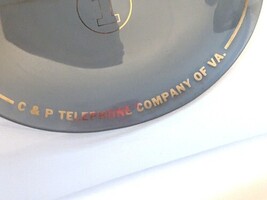 C & P TELEPHONE COMPANY OF VA.